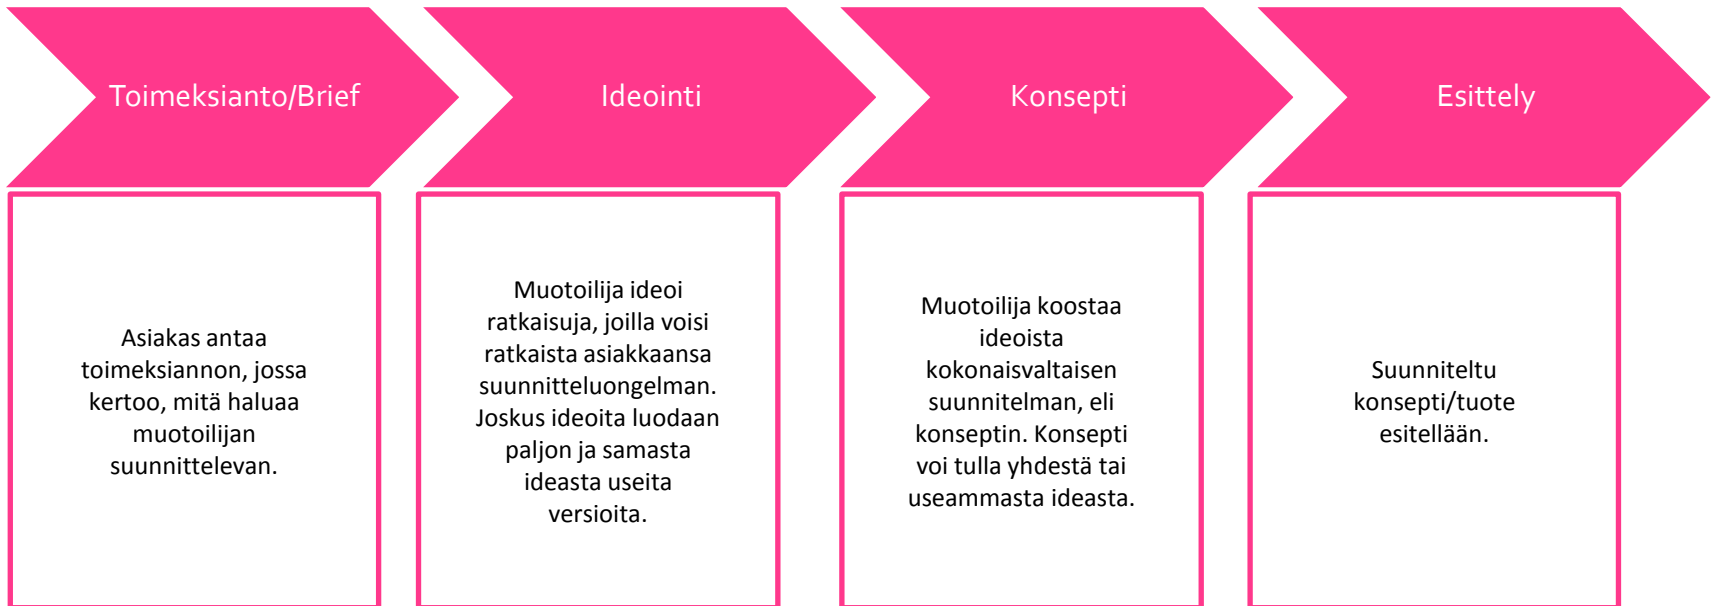 Toimeksianto/Brief
Ideointi
Konsepti
Esittely
Asiakas antaa
toimeksiannon, jossa
kertoo, mitä haluaa
muotoilijan
suunnittelevan.
Muotoilija ideoi
ratkaisuja, joilla voisi
ratkaista asiakkaansa
suunnitteluongelman.
Joskus ideoita luodaan
paljon ja samasta
ideasta useita
versioita.
Muotoilija koostaa
ideoista
kokonaisvaltaisen
suunnitelman, eli
konseptin. Konsepti
voi tulla yhdestä tai
useammasta ideasta.
Suunniteltu
konsepti/tuote
esitellään.